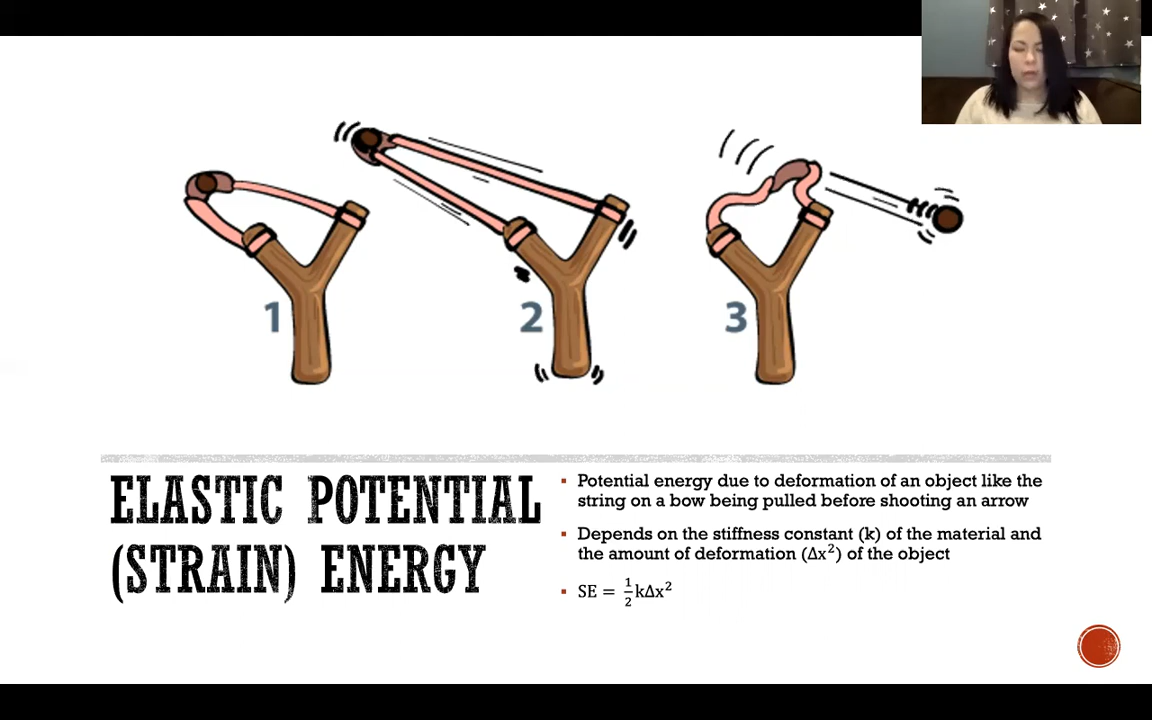 1
2
3
ELASTIC POTENTIAL
(STRAIN) ENERGY
▪ Potential energy due to deformation of an object like the
string on a bow being pulled before shooting an arrow
▪ Depends on the stiffness constant (k) of the material and
the amount of deformation (Δx²) of the object
▪ SE = ½kΔx²